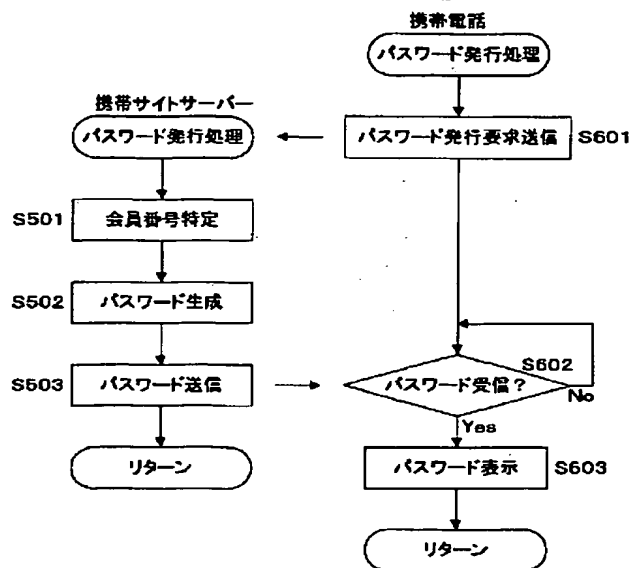 携帯電話
パスワード発行処理
携帯サイトサーバー
パスワード発行処理
パスワード発行要求送信
S601
S501
会員番号特定
S502
パスワード生成
S503
パスワード送信
S602
パスワード受信？
No
Yes
リターン
パスワード表示
S603
リターン